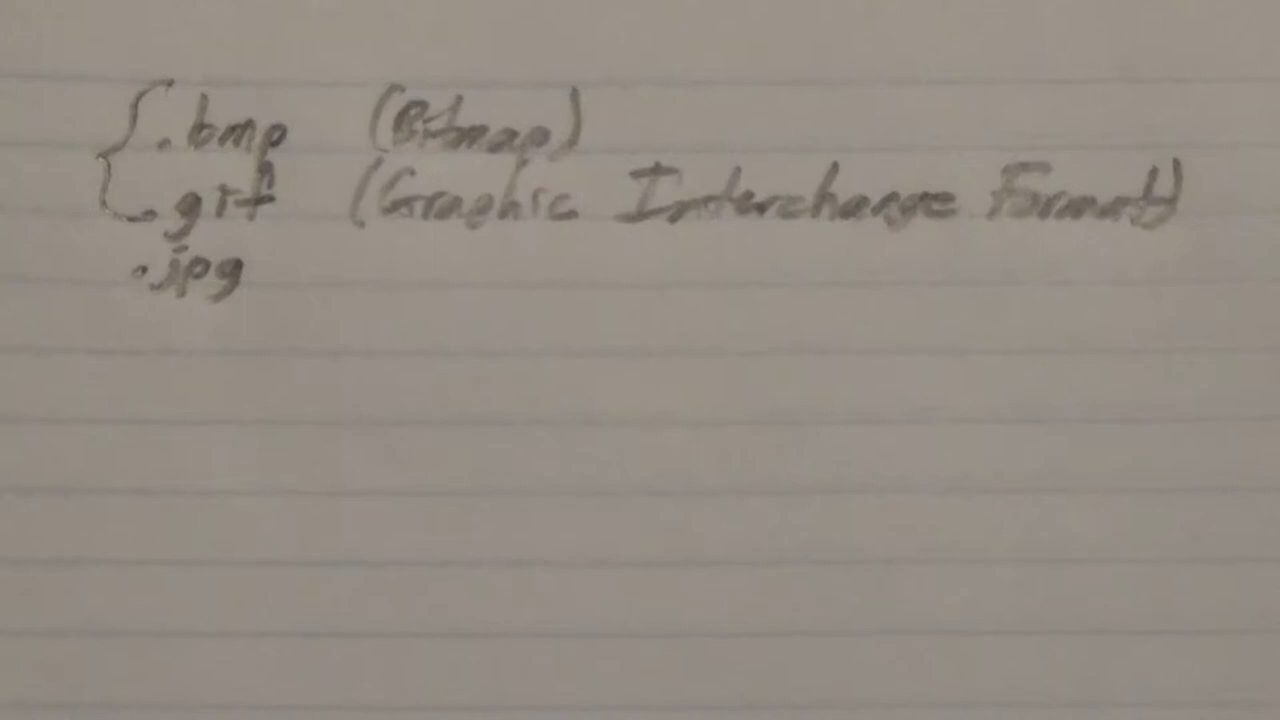 .bmp (Bitmap)
.gif (Graphic Interchange Format)
.jpg